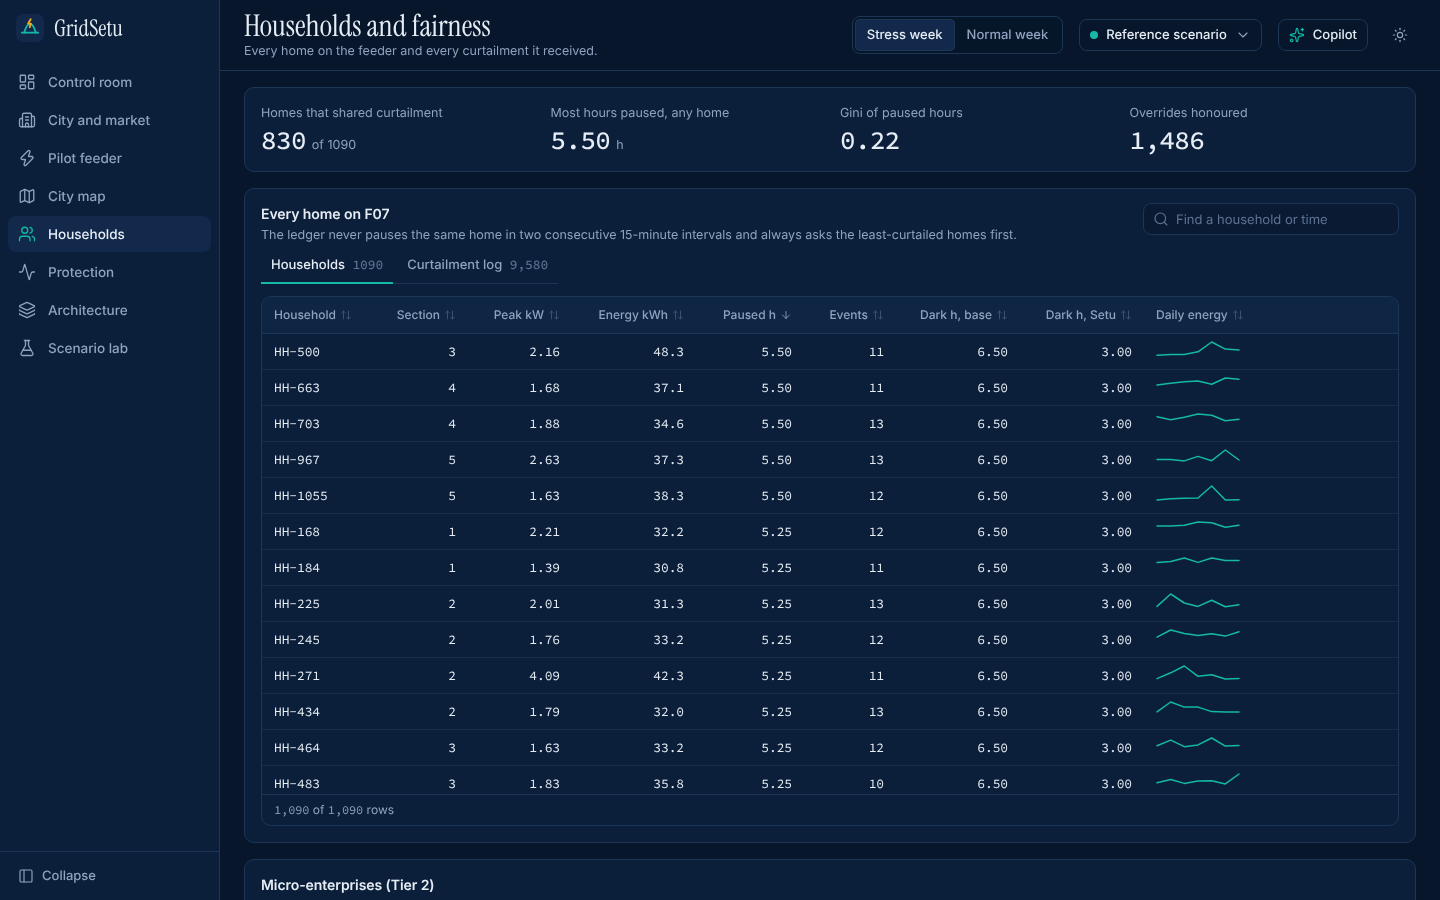 GridSetu
Control room
City and market
Pilot feeder
City map
Households
Protection
Architecture
Scenario lab
Collapse
Households and fairness
Every home on the feeder and every curtailment it received.
Stress week Normal week
Reference scenario
Copilot
Homes that shared curtailment
830 of 1090
Most hours paused, any home
5.50 h
Gini of paused hours
0.22
Overrides honoured
1,486
Every home on F07
The ledger never pauses the same home in two consecutive 15-minute intervals and always asks the least-curtailed homes first.
Find a household or time
Households 1090 Curtailment log 9,580
Household Section Peak kW Energy kWh Paused h Events Dark h, base Dark h, Setu Daily energy
HH-500 3 2.16 48.3 5.50 11 6.50 3.00
HH-663 4 1.68 37.1 5.50 11 6.50 3.00
HH-703 4 1.88 34.6 5.50 13 6.50 3.00
HH-967 5 2.63 37.3 5.50 13 6.50 3.00
HH-1055 5 1.63 38.3 5.50 12 6.50 3.00
HH-168 1 2.21 32.2 5.25 12 6.50 3.00
HH-184 1 1.39 30.8 5.25 11 6.50 3.00
HH-225 2 2.01 31.3 5.25 13 6.50 3.00
HH-245 2 1.76 33.2 5.25 12 6.50 3.00
HH-271 2 4.09 42.3 5.25 11 6.50 3.00
HH-434 2 1.79 32.0 5.25 13 6.50 3.00
HH-464 3 1.63 33.2 5.25 12 6.50 3.00
HH-483 3 1.83 35.8 5.25 10 6.50 3.00
1,090 of 1,090 rows
Micro-enterprises (Tier 2)